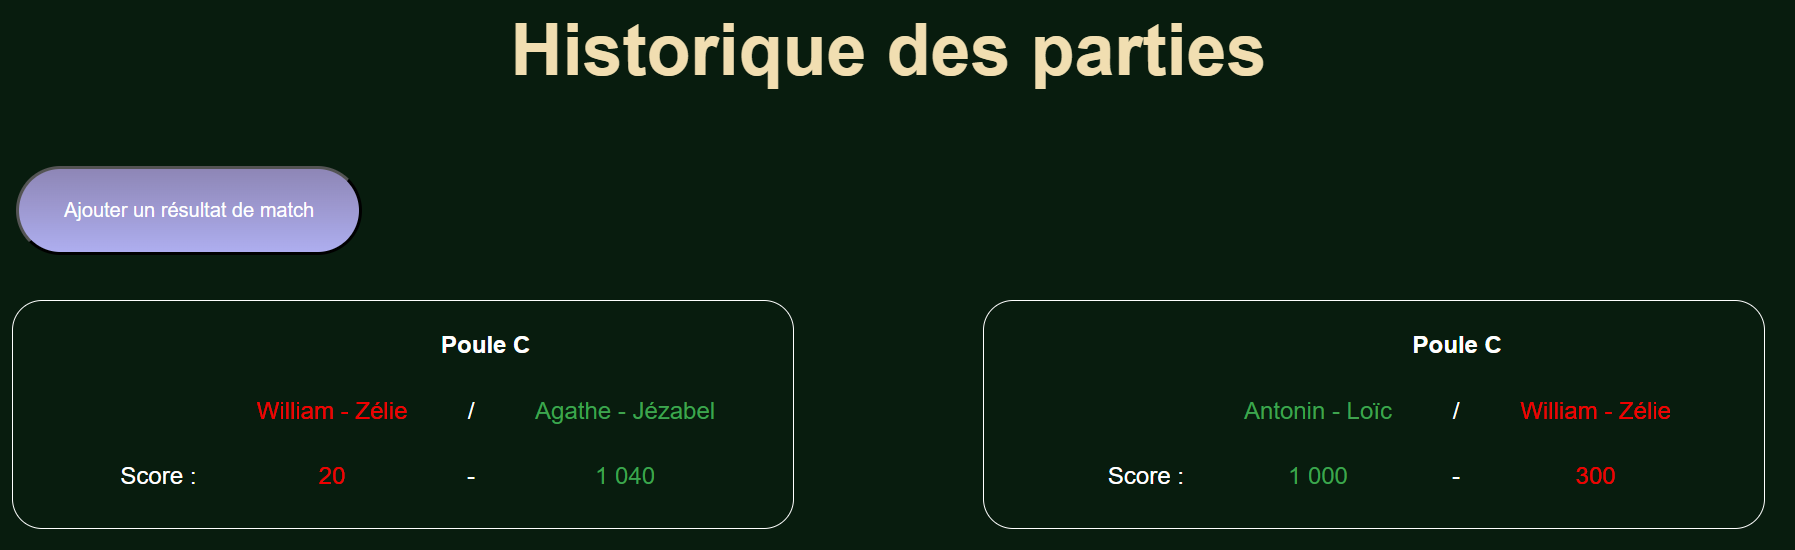 Historique des parties
Ajouter un résultat de match
Poule C
William - Zélie / Agathe - Jézabel
Score : 20 - 1 040
Poule C
Antonin - Loïc / William - Zélie
Score : 1 000 - 300